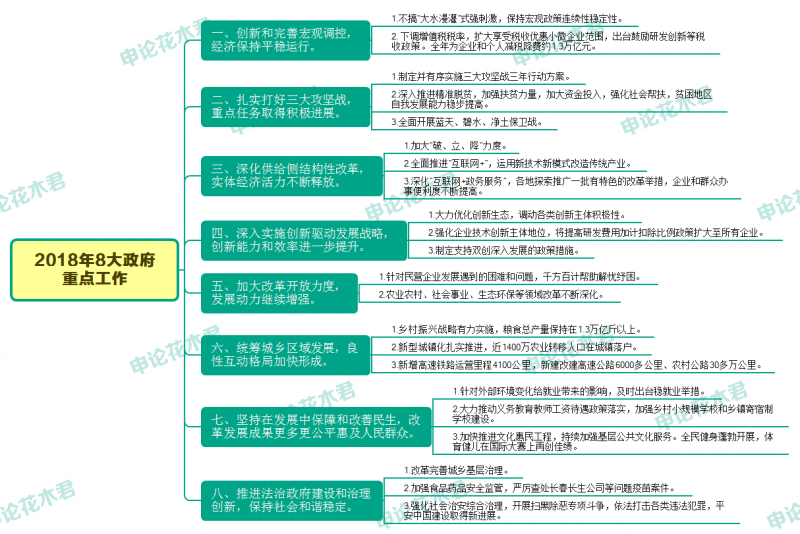 2018年8大政府
重点工作
一、创新和完善宏观调控，
经济保持平稳运行。
1.不搞“大水漫灌”式强刺激，保持宏观政策连续性稳定性。
2.下调增值税税率，扩大享受税收优惠小微企业范围，出台鼓励研发创新等税
收政策。全年为企业和个人减税降费约1.3万亿元。
二、扎实打好三大攻坚战，
重点任务取得积极进展。
1.制定并有序实施三大攻坚战三年行动方案。
2.深入推进精准脱贫，加强扶贫力量，加大资金投入，强化社会帮扶，贫困地区
自我发展能力稳步提高。
3.全面开展蓝天、碧水、净土保卫战。
三、深化供给侧结构性改革，
实体经济活力不断释放。
1.加大“破、立、降”力度。
2.全面推进“互联网+”，运用新技术新模式改造传统产业。
3.深化“互联网+政务服务”，各地探索推广一批有特色的改革举措，企业和群众办
事便利度不断提高。
四、深入实施创新驱动发展战略，
创新能力和效率进一步提升。
1.大力优化创新生态，调动各类创新主体积极性。
2.强化企业技术创新主体地位，将提高研发费用加计扣除比例政策扩大至所有企业。
3.制定支持双创深入发展的政策措施。
五、加大改革开放力度，
发展动力继续增强。
1.针对民营企业发展遇到的困难和问题，千方百计帮助解忧纾困。
2.农业农村、社会事业、生态环保等领域改革不断深化。
六、统筹城乡区域发展，良
性互动格局加快形成。
1.乡村振兴战略有力实施，粮食总产量保持在1.3万亿斤以上。
2.新型城镇化扎实推进，近1400万农业转移人口在城镇落户。
3.新增高速铁路运营里程4100公里，新建改建高速公路6000多公里、农村公路30多万公里。
七、坚持在发展中保障和改善民生，改
革发展成果更多更公平惠及人民群众。
1.针对外部环境变化给就业带来的影响，及时出台稳就业举措。
2.大力推动义务教育教师工资待遇政策落实，加强乡村小规模学校和乡镇寄宿制
学校建设。
3.加快推进文化惠民工程，持续加强基层公共文化服务。全民健身蓬勃开展，体
育健儿在国际大赛上再创佳绩。
八、推进法治政府建设和治理
创新，保持社会和谐稳定。
1.改革完善城乡基层治理。
2.加强食品药品安全监管，严厉查处长春长生公司等问题疫苗案件。
3.强化社会治安综合治理，开展扫黑除恶专项斗争，依法打击各类违法犯罪，平
安中国建设取得新进展。
申论花木君
申论花木君
申论花木君
申论花木君
申论花木君
申论花木君
申论花木君
申论花木君
申论花木君
申论花木君
申论花木君
申论花木君
申论花木君
申论花木君